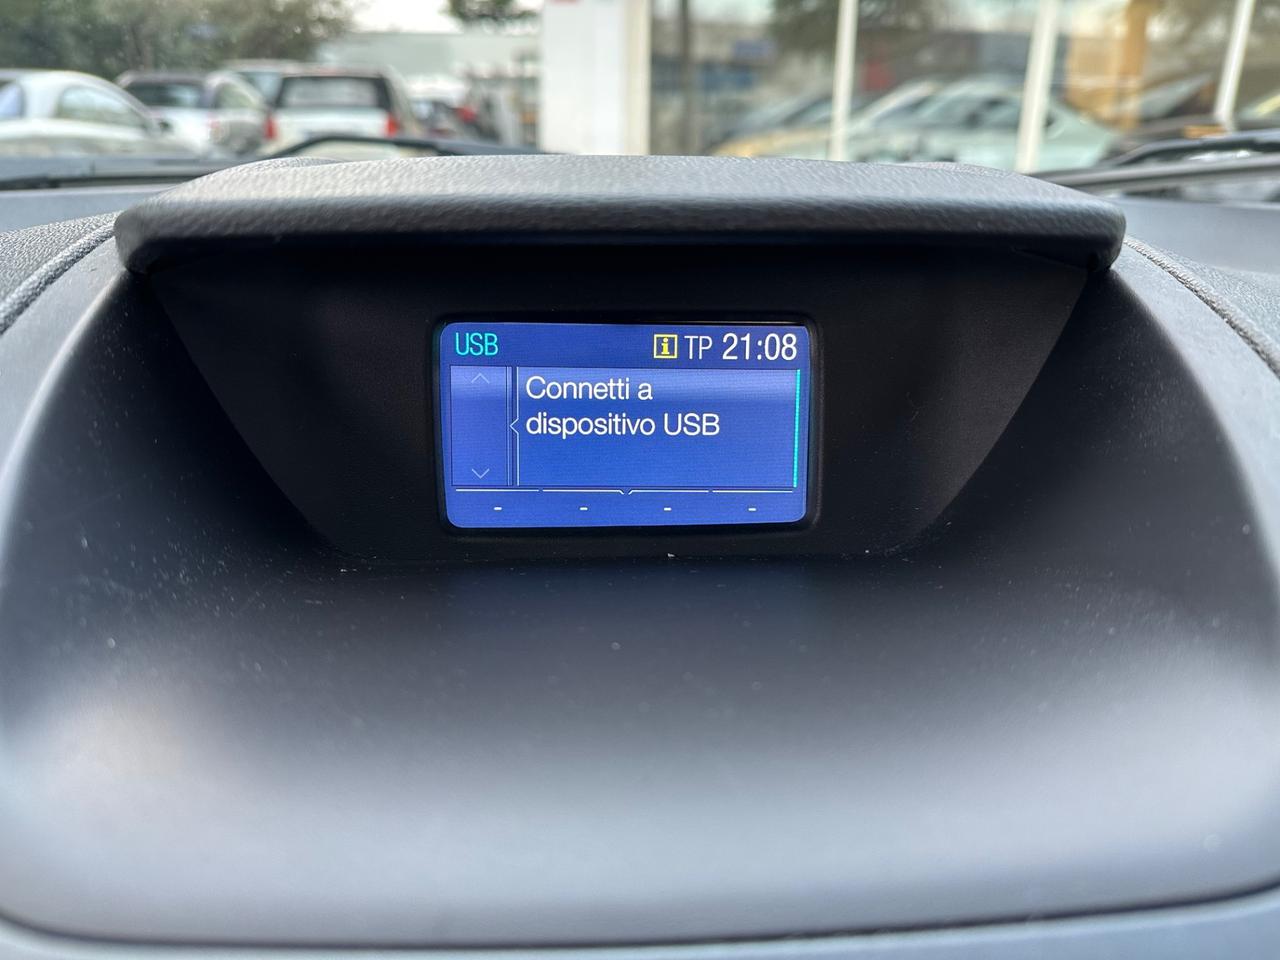 USB i TP 21:08
Connetti a
dispositivo USB